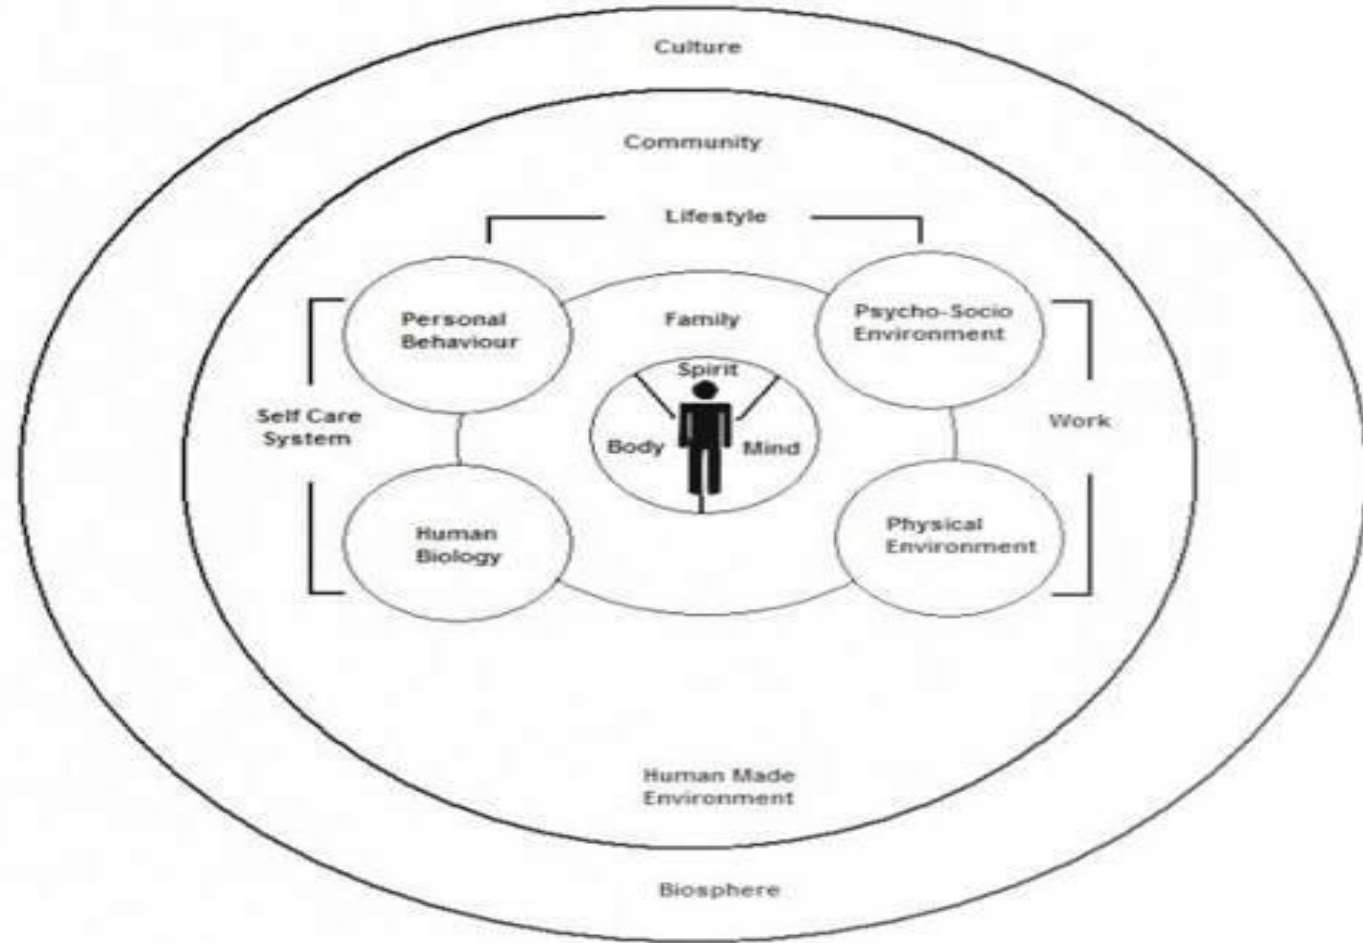 Culture
Community
Lifestyle
Personal
Behaviour
Family
Psycho-Socio
Environment
Spirit
Self Care
System
Body
Mind
Work
Human
Biology
Physical
Environment
Human Made
Environment
Biosphere